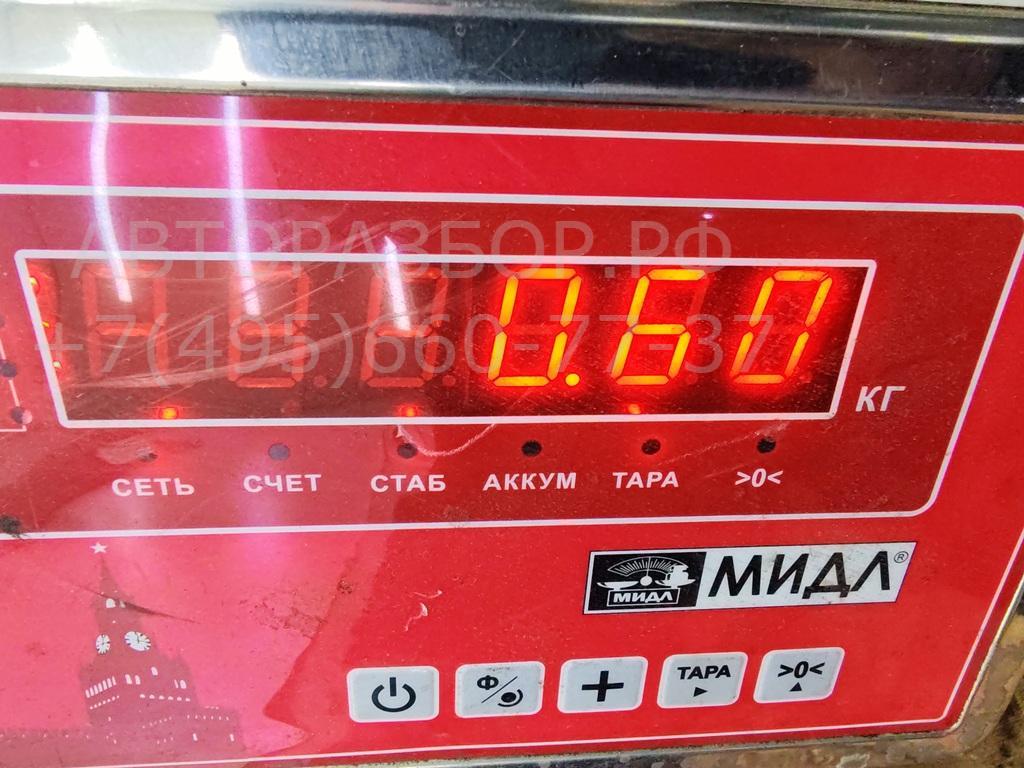 АВТОРАЗБОР.РФ
+7(495)660-77-37
0.60
КГ
СЕТЬ СЧЕТ СТАБ АККУМ ТАРА >0<
МИДЛ МИДЛ®
Ф + ТАРА >0<